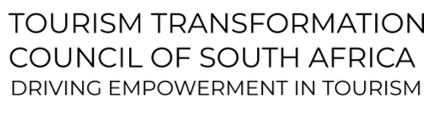 TOURISM TRANSFORMATION
COUNCIL OF SOUTH AFRICA
DRIVING EMPOWERMENT IN TOURISM